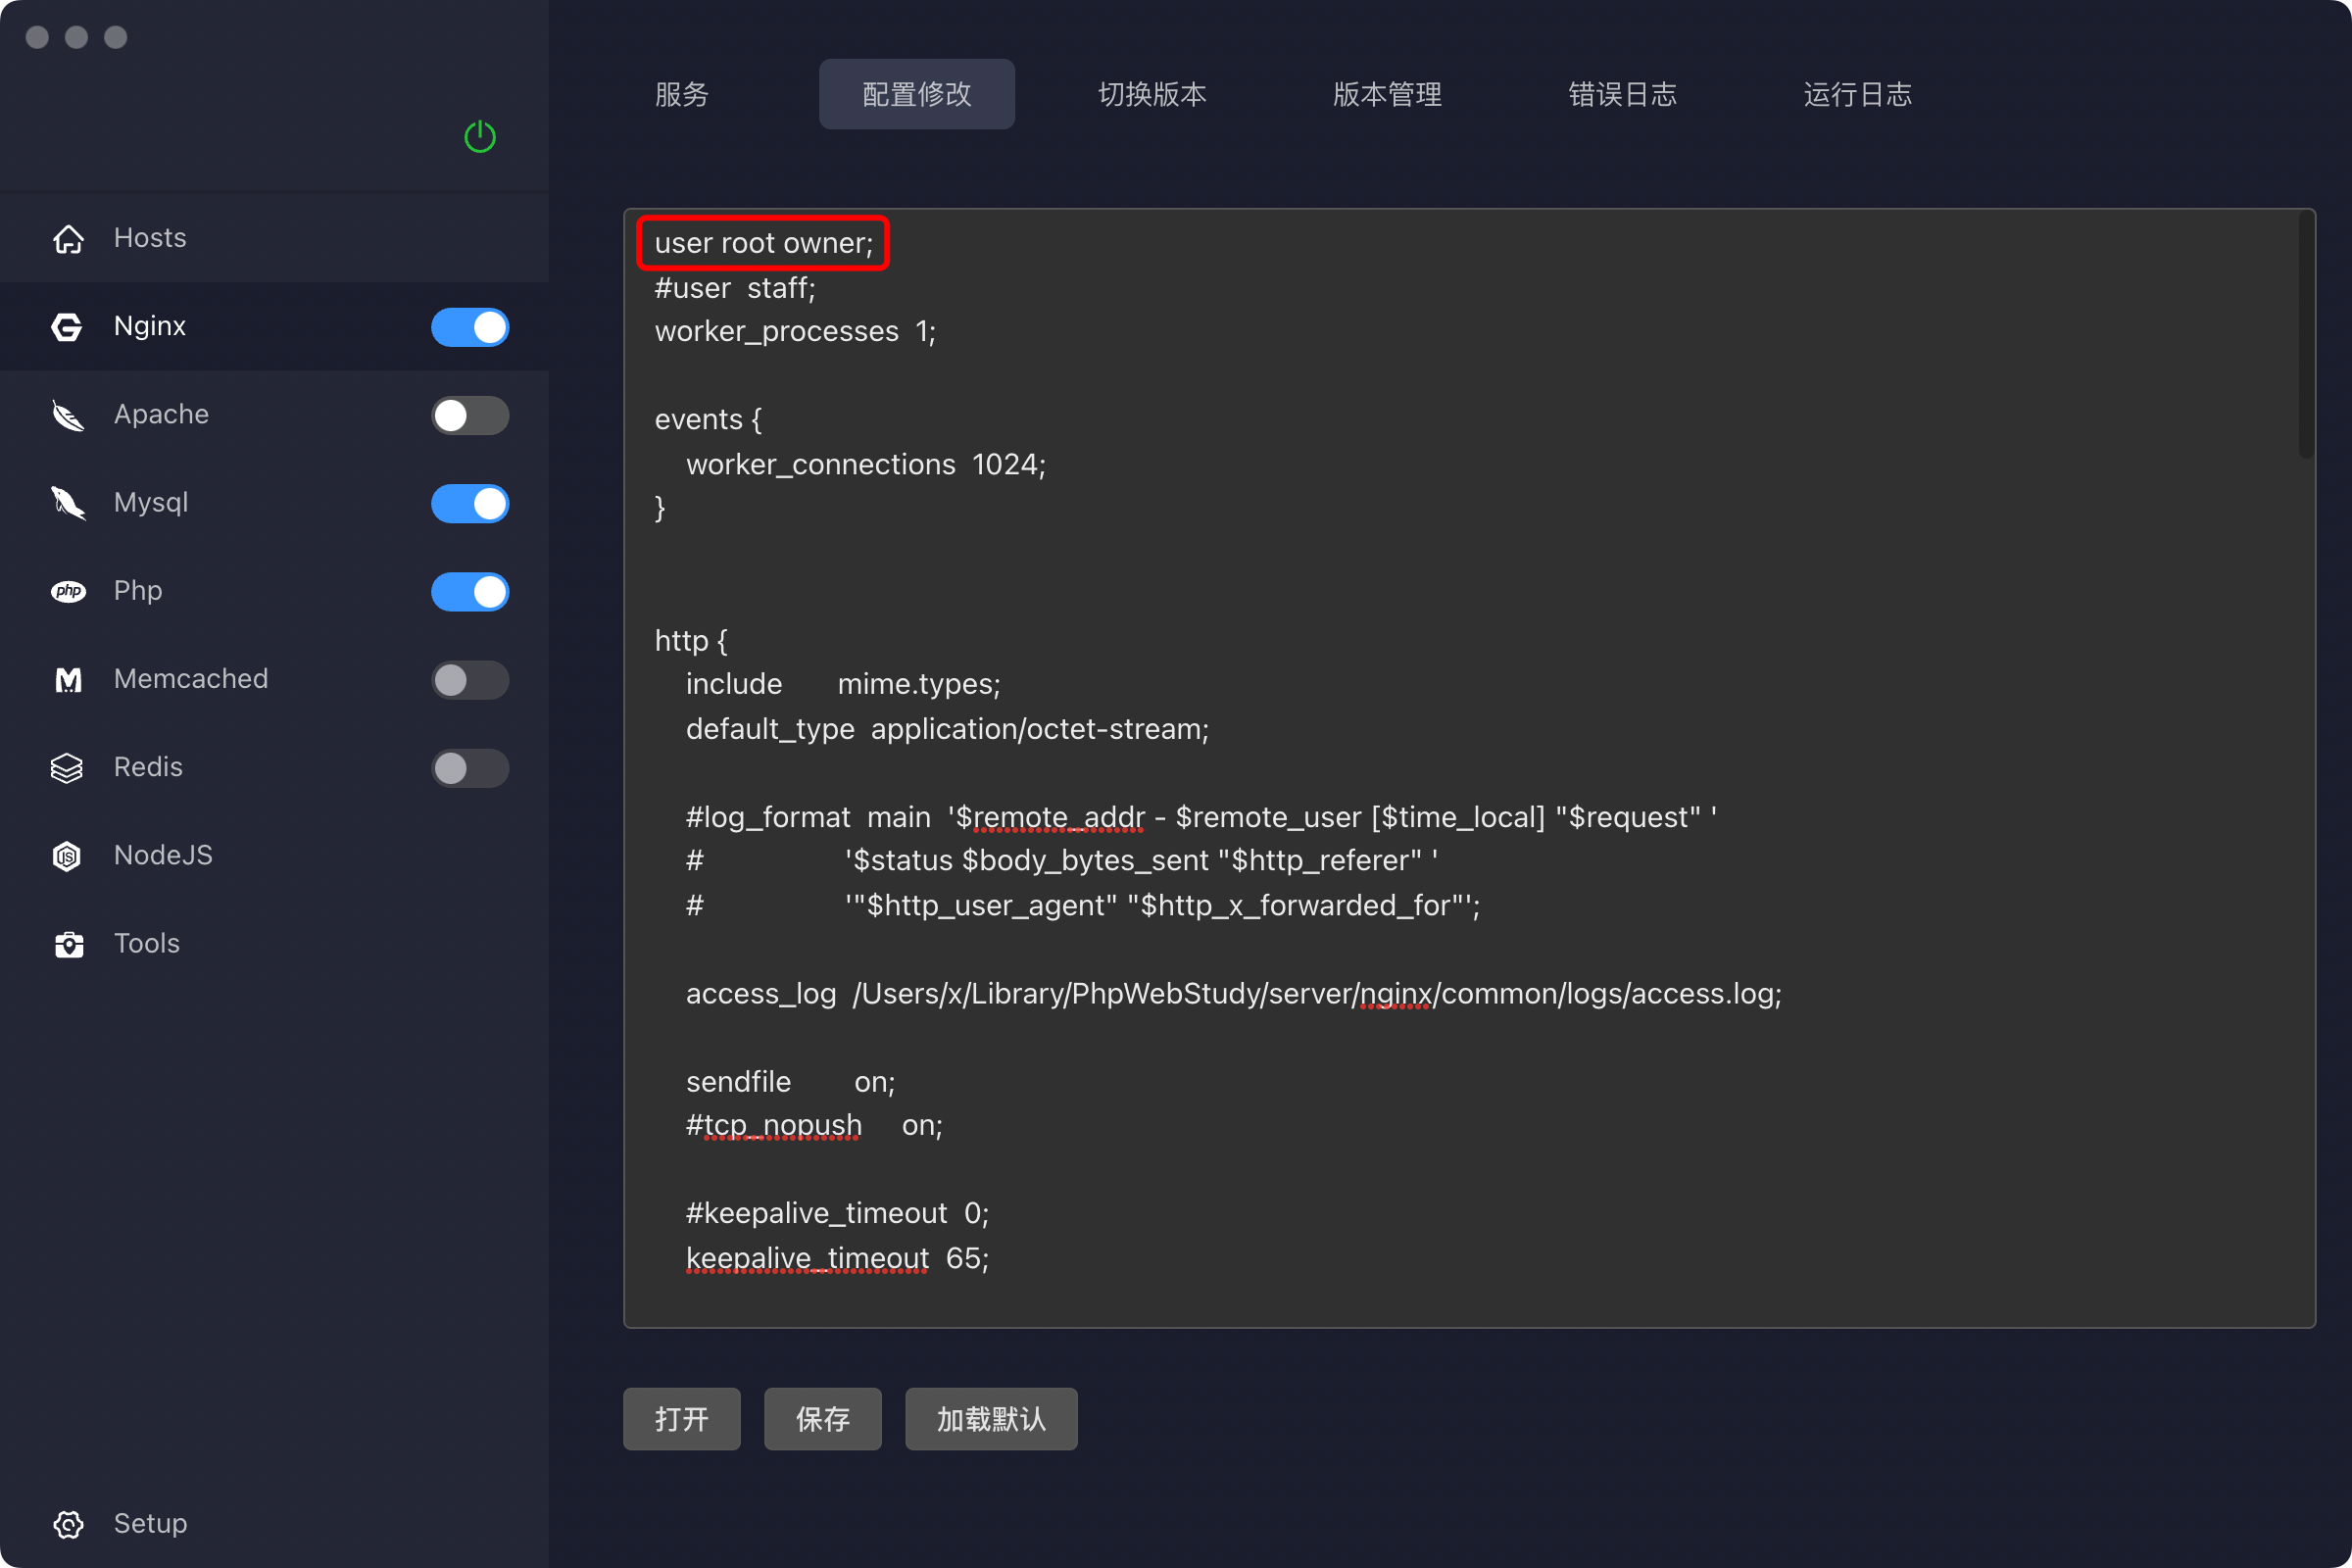 服务
配置修改
切换版本
版本管理
错误日志
运行日志
Hosts
Nginx
Apache
Mysql
php
Php
Memcached
Redis
JS
NodeJS
Tools
Setup
user root owner;
#user  staff;
worker_processes  1;
events {
    worker_connections  1024;
}
http {
    include       mime.types;
    default_type  application/octet-stream;
    #log_format  main  '$remote_addr - $remote_user [$time_local] "$request" '
    #                  '$status $body_bytes_sent "$http_referer" '
    #                  '"$http_user_agent" "$http_x_forwarded_for"';
    access_log  /Users/x/Library/PhpWebStudy/server/nginx/common/logs/access.log;
    sendfile        on;
    #tcp_nopush     on;
    #keepalive_timeout  0;
    keepalive_timeout  65;
打开
保存
加载默认